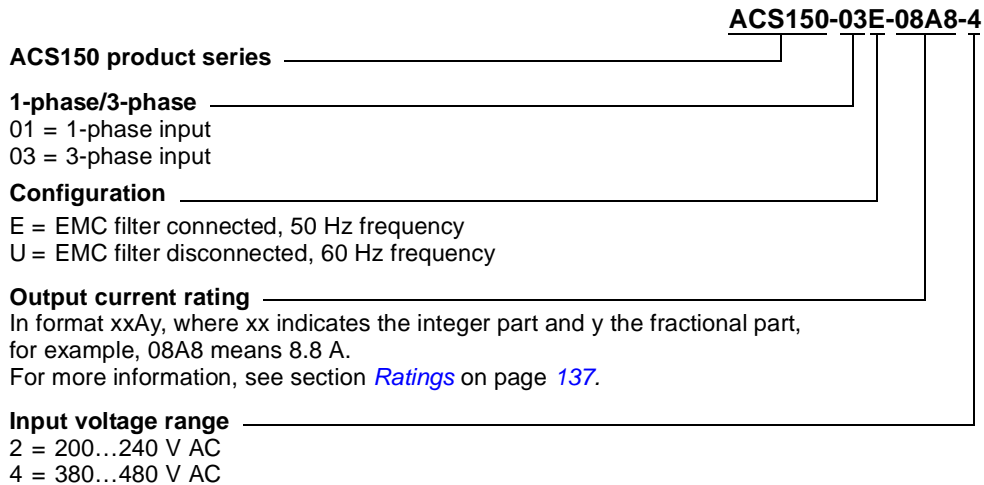 ACS150-03E-08A8-4
ACS150 product series
1-phase/3-phase
01 = 1-phase input
03 = 3-phase input
Configuration
E = EMC filter connected, 50 Hz frequency
U = EMC filter disconnected, 60 Hz frequency
Output current rating
In format xxAy, where xx indicates the integer part and y the fractional part,
for example, 08A8 means 8.8 A.
For more information, see section Ratings on page 137.
Input voltage range
2 = 200…240 V AC
4 = 380…480 V AC